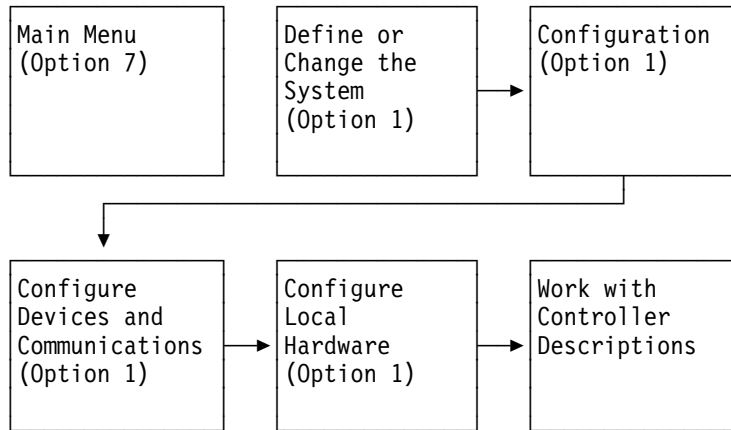 Main Menu
(Option 7)
Define or
Change the
System
(Option 1)
Configuration
(Option 1)
Configure
Devices and
Communications
(Option 1)
Configure
Local
Hardware
(Option 1)
Work with
Controller
Descriptions